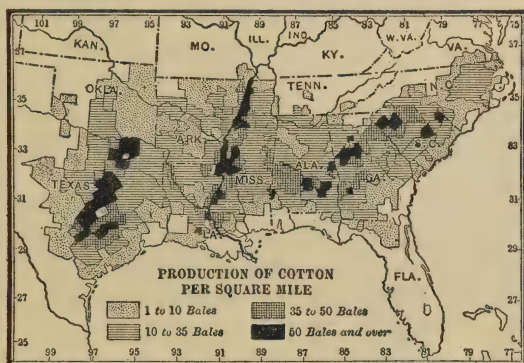 101 99 97 95 93 91 89 87 85 83 81 79 77 75
KAN. MO. ILL. IND. KY. W.VA. VA.
35 OKLA. TENN. N.C. 35
33 ARK. S.C. 33
TEXAS MISS. ALA. GA.
31 31
29 LA. FLA. 29
PRODUCTION OF COTTON
PER SQUARE MILE
1 to 10 Bales 35 to 50 Bales
10 to 35 Bales 50 Bales and over
27
25
97 95 93 91 89 87 85 83 81 79 77